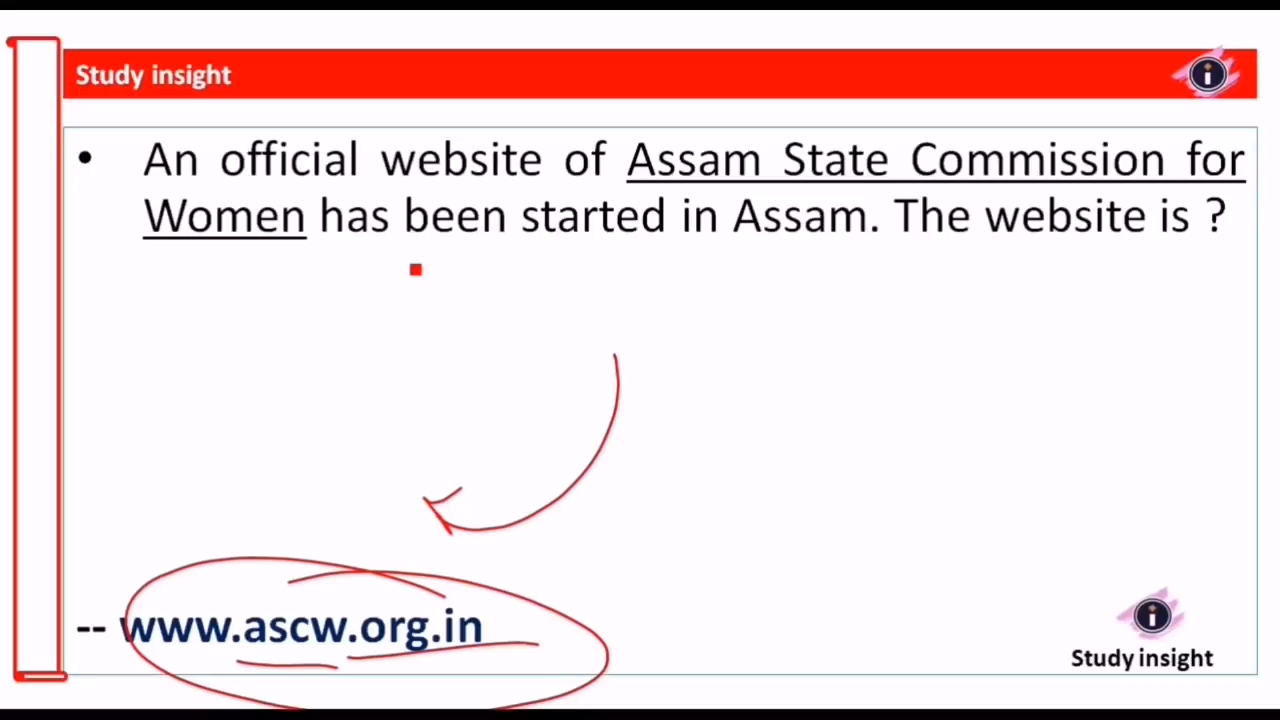 Study insight
• An official website of Assam State Commission for
Women has been started in Assam. The website is ?
-- www.ascw.org.in
Study insight